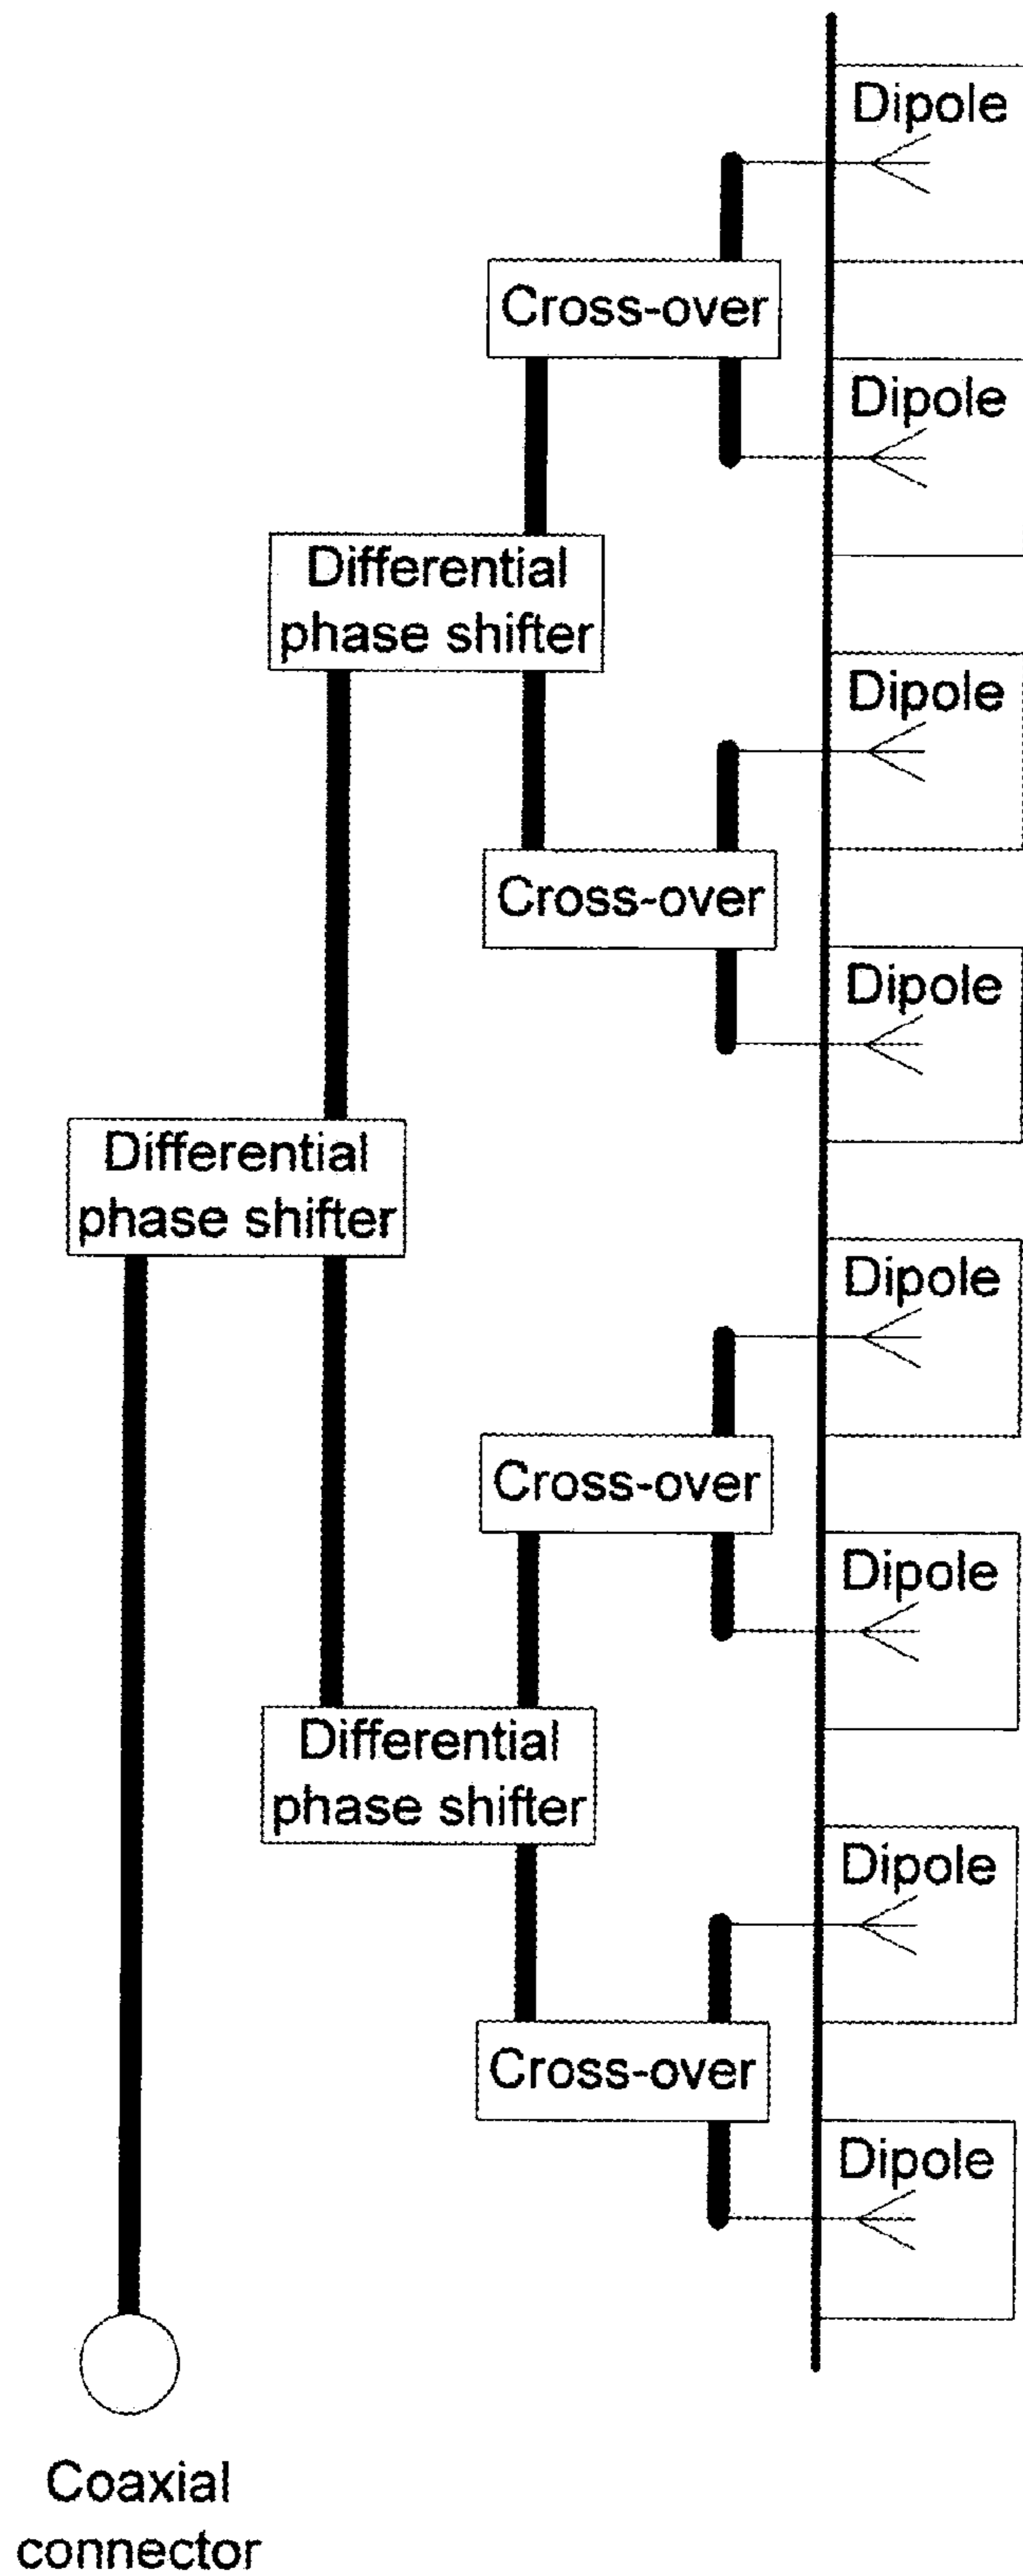 Dipole
Cross-over
Dipole
Differential
phase shifter
Dipole
Cross-over
Dipole
Differential
phase shifter
Dipole
Cross-over
Dipole
Differential
phase shifter
Dipole
Cross-over
Dipole
Coaxial
connector